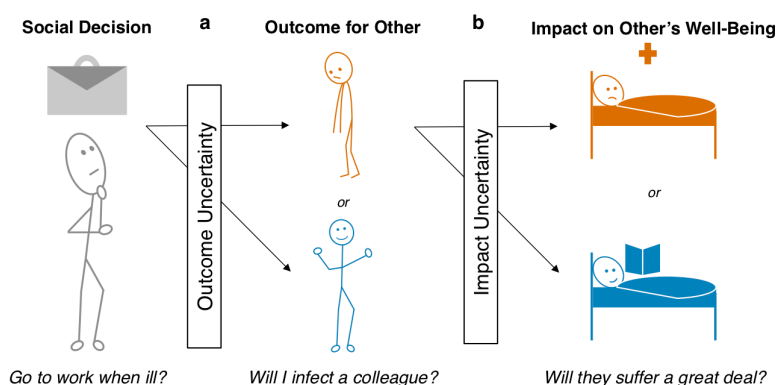 Social Decision
a
Outcome for Other
b
Impact on Other's Well-Being
Outcome Uncertainty
Impact Uncertainty
or
or
Go to work when ill?
Will I infect a colleague?
Will they suffer a great deal?